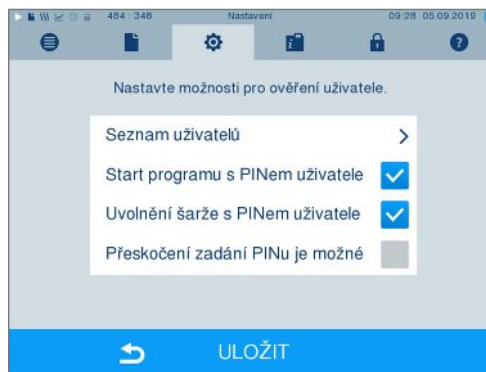 484 : 346 Nastavení 09:28 05.09.2019
Nastavte možnosti pro ověření uživatele.
Seznam uživatelů
Start programu s PINem uživatele
Uvolnění šarže s PINem uživatele
Přeskočení zadání PINu je možné
ULOŽIT